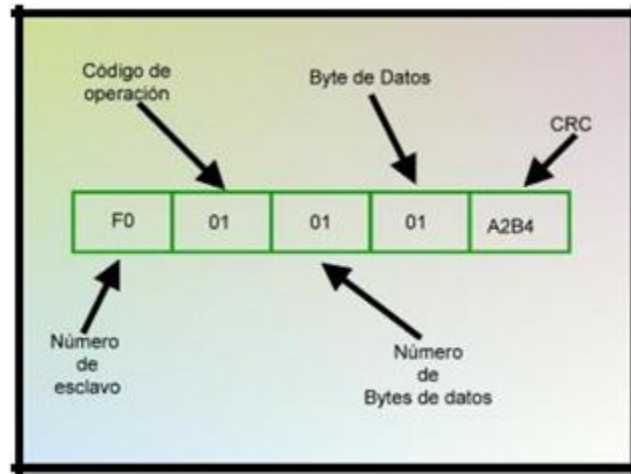 Código de
operación
Byte de Datos
CRC
F0 01 01 01 A2B4
Número
de
esclavo
Número
de
Bytes de datos